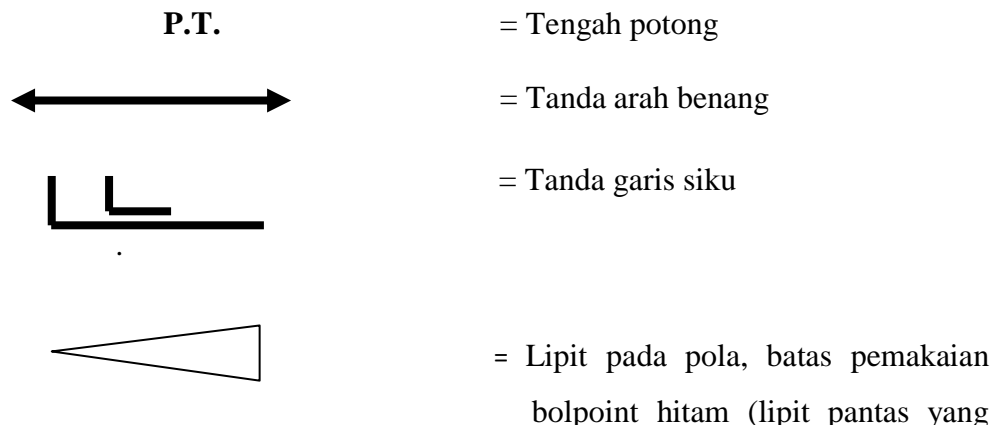 P.T. = Tengah potong
= Tanda arah benang
= Tanda garis siku
.
= Lipit pada pola, batas pemakaian
bolpoint hitam (lipit pantas yang